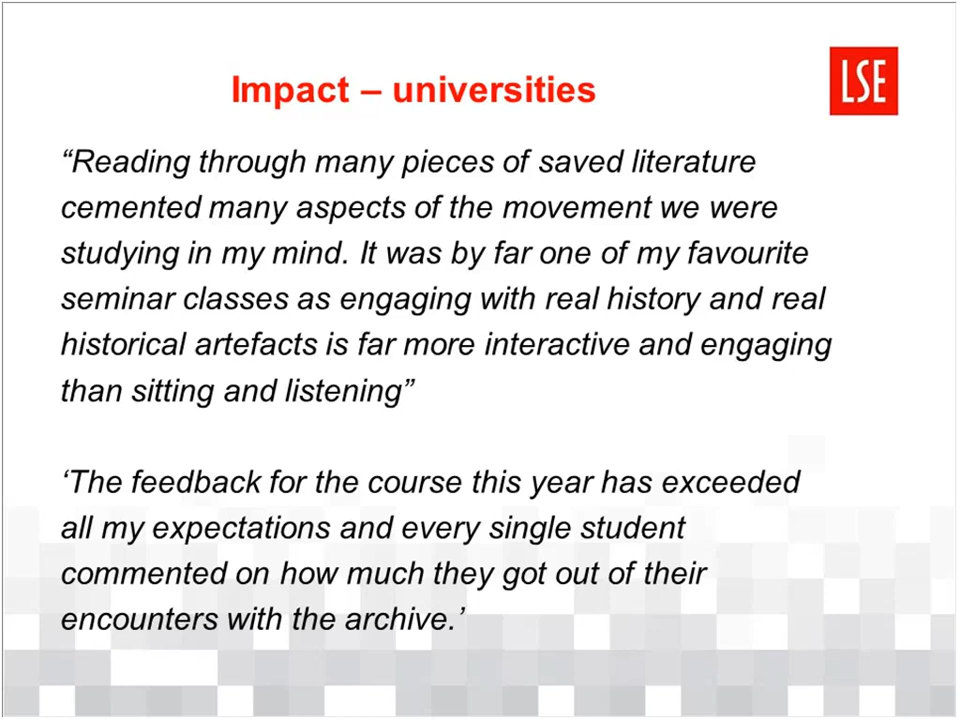 Impact – universities
LSE
“Reading through many pieces of saved literature
cemented many aspects of the movement we were
studying in my mind. It was by far one of my favourite
seminar classes as engaging with real history and real
historical artefacts is far more interactive and engaging
than sitting and listening”
‘The feedback for the course this year has exceeded
all my expectations and every single student
commented on how much they got out of their
encounters with the archive.’